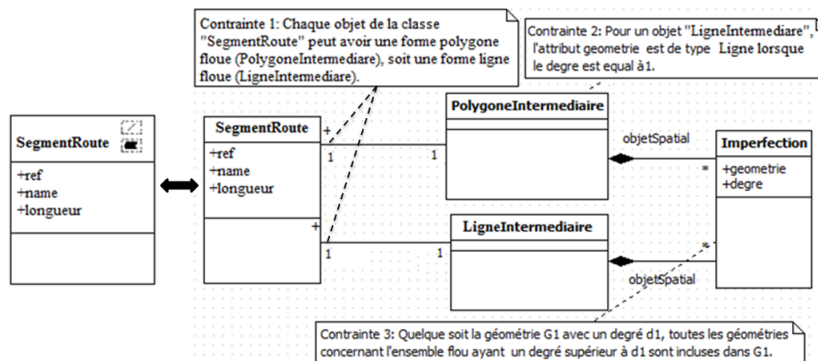 Contrainte 1: Chaque objet de la classe
"SegmentRoute" peut avoir une forme polygone
floue (PolygoneIntermediare), soit une forme ligne
floue (LigneIntermediare).
Contrainte 2: Pour un objet "LigneIntermediare",
l'attribut geometrie est de type Ligne lorsque
le degre est equal à1.
SegmentRoute
+ref
+name
+longueur
SegmentRoute
+ref
+name
+longueur
+
+
1
1
1
1
PolygoneIntermediaire
LigneIntermediaire
objetSpatial
*
objetSpatial
*
Imperfection
+geometrie
+degre
Contrainte 3: Quelque soit la géométrie G1 avec un degré d1, toutes les géométries
concernant l'ensemble flou ayant un degré supérieur à d1 sont incluses dans G1.